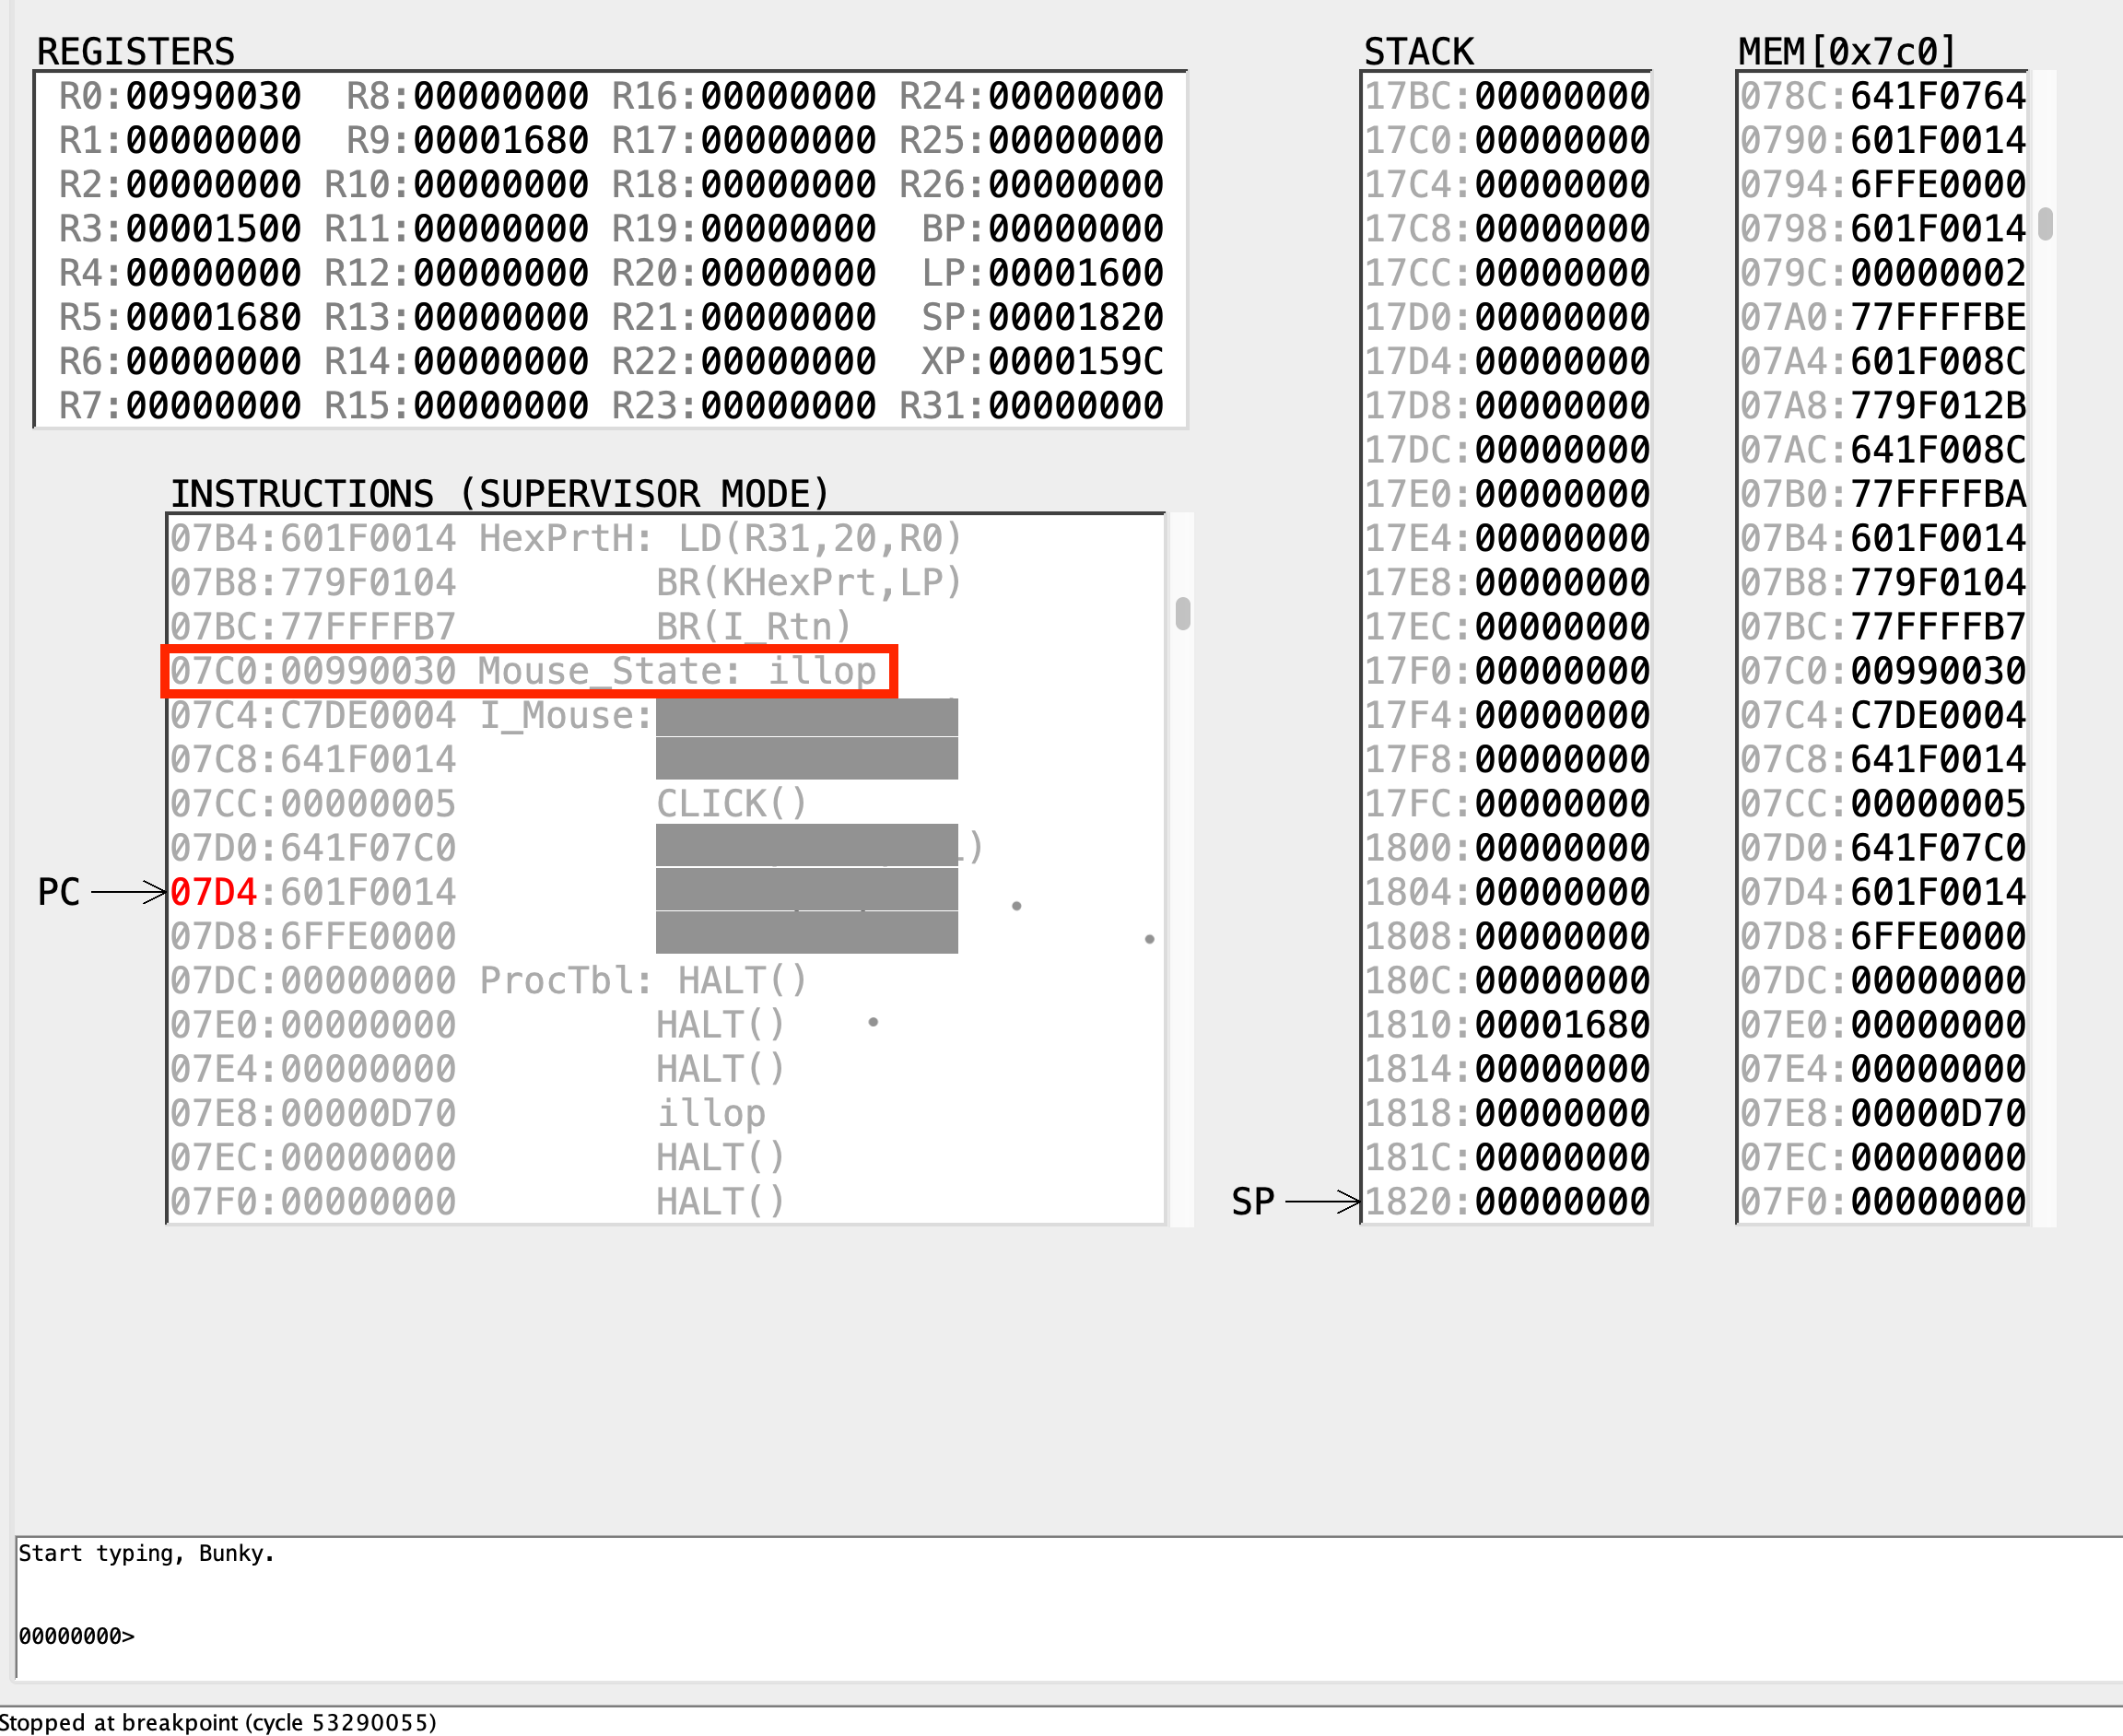 REGISTERS
R0:00990030 R8:00000000 R16:00000000 R24:00000000
R1:00000000 R9:00001680 R17:00000000 R25:00000000
R2:00000000 R10:00000000 R18:00000000 R26:00000000
R3:00001500 R11:00000000 R19:00000000 BP:00000000
R4:00000000 R12:00000000 R20:00000000 LP:00001600
R5:00001680 R13:00000000 R21:00000000 SP:00001820
R6:00000000 R14:00000000 R22:00000000 XP:0000159C
R7:00000000 R15:00000000 R23:00000000 R31:00000000
INSTRUCTIONS (SUPERVISOR MODE)
07B4:601F0014 HexPrtH: LD(R31,20,R0)
07B8:779F0104 BR(KHexPrt,LP)
07BC:77FFFFB7 BR(I_Rtn)
07C0:00990030 Mouse_State: illop
07C4:C7DE0004 I_Mouse:
07C8:641F0014
07CC:00000005 CLICK()
07D0:641F07C0 )
PC
07D4:601F0014
07D8:6FFE0000
07DC:00000000 ProcTbl: HALT()
07E0:00000000 HALT()
07E4:00000000 HALT()
07E8:00000D70 illop
07EC:00000000 HALT()
07F0:00000000 HALT()
STACK
17BC:00000000
17C0:00000000
17C4:00000000
17C8:00000000
17CC:00000000
17D0:00000000
17D4:00000000
17D8:00000000
17DC:00000000
17E0:00000000
17E4:00000000
17E8:00000000
17EC:00000000
17F0:00000000
17F4:00000000
17F8:00000000
17FC:00000000
1800:00000000
1804:00000000
1808:00000000
180C:00000000
1810:00001680
1814:00000000
1818:00000000
181C:00000000
SP
1820:00000000
MEM[0x7c0]
078C:641F0764
0790:601F0014
0794:6FFE0000
0798:601F0014
079C:00000002
07A0:77FFFFBE
07A4:601F008C
07A8:779F012B
07AC:641F008C
07B0:77FFFFBA
07B4:601F0014
07B8:779F0104
07BC:77FFFFB7
07C0:00990030
07C4:C7DE0004
07C8:641F0014
07CC:00000005
07D0:641F07C0
07D4:601F0014
07D8:6FFE0000
07DC:00000000
07E0:00000000
07E4:00000000
07E8:00000D70
07EC:00000000
07F0:00000000
Start typing, Bunky.
00000000>
Stopped at breakpoint (cycle 53290055)